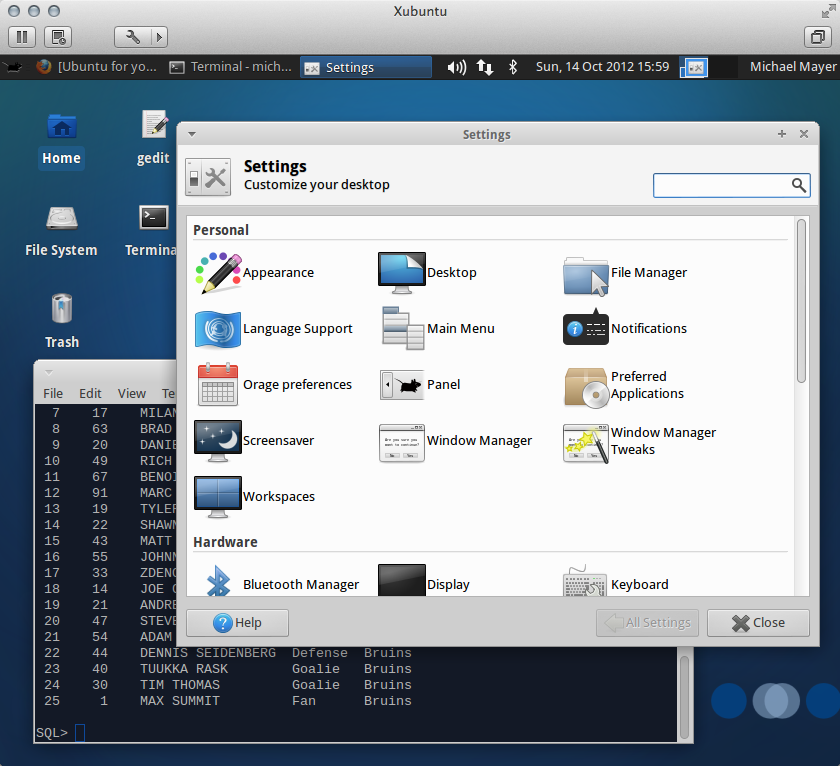 Xubuntu
[Ubuntu for yo... Terminal - mich... Settings Sun, 14 Oct 2012 15:59 Michael Mayer
Home
gedit
File System
Termina
Trash
Settings
Settings
Customize your desktop
Personal
Appearance Desktop File Manager
Language Support Main Menu Notifications
Orage preferences Panel Preferred
Applications
Screensaver Window Manager Window Manager
Tweaks
Workspaces
Hardware
Bluetooth Manager Display Keyboard
Help All Settings Close
File Edit View Te
7 17 MILAN
8 63 BRAD
9 20 DANIE
10 49 RICH
11 67 BENOI
12 91 MARC
13 19 TYLER
14 22 SHAWN
15 43 MATT
16 55 JOHNN
17 33 ZDENO
18 14 JOE
19 21 ANDRE
20 47 STEVE
21 54 ADAM
22 44 DENNIS SEIDENBERG Defense Bruins
23 40 TUUKKA RASK Goalie Bruins
24 30 TIM THOMAS Goalie Bruins
25 1 MAX SUMMIT Fan Bruins
SQL>